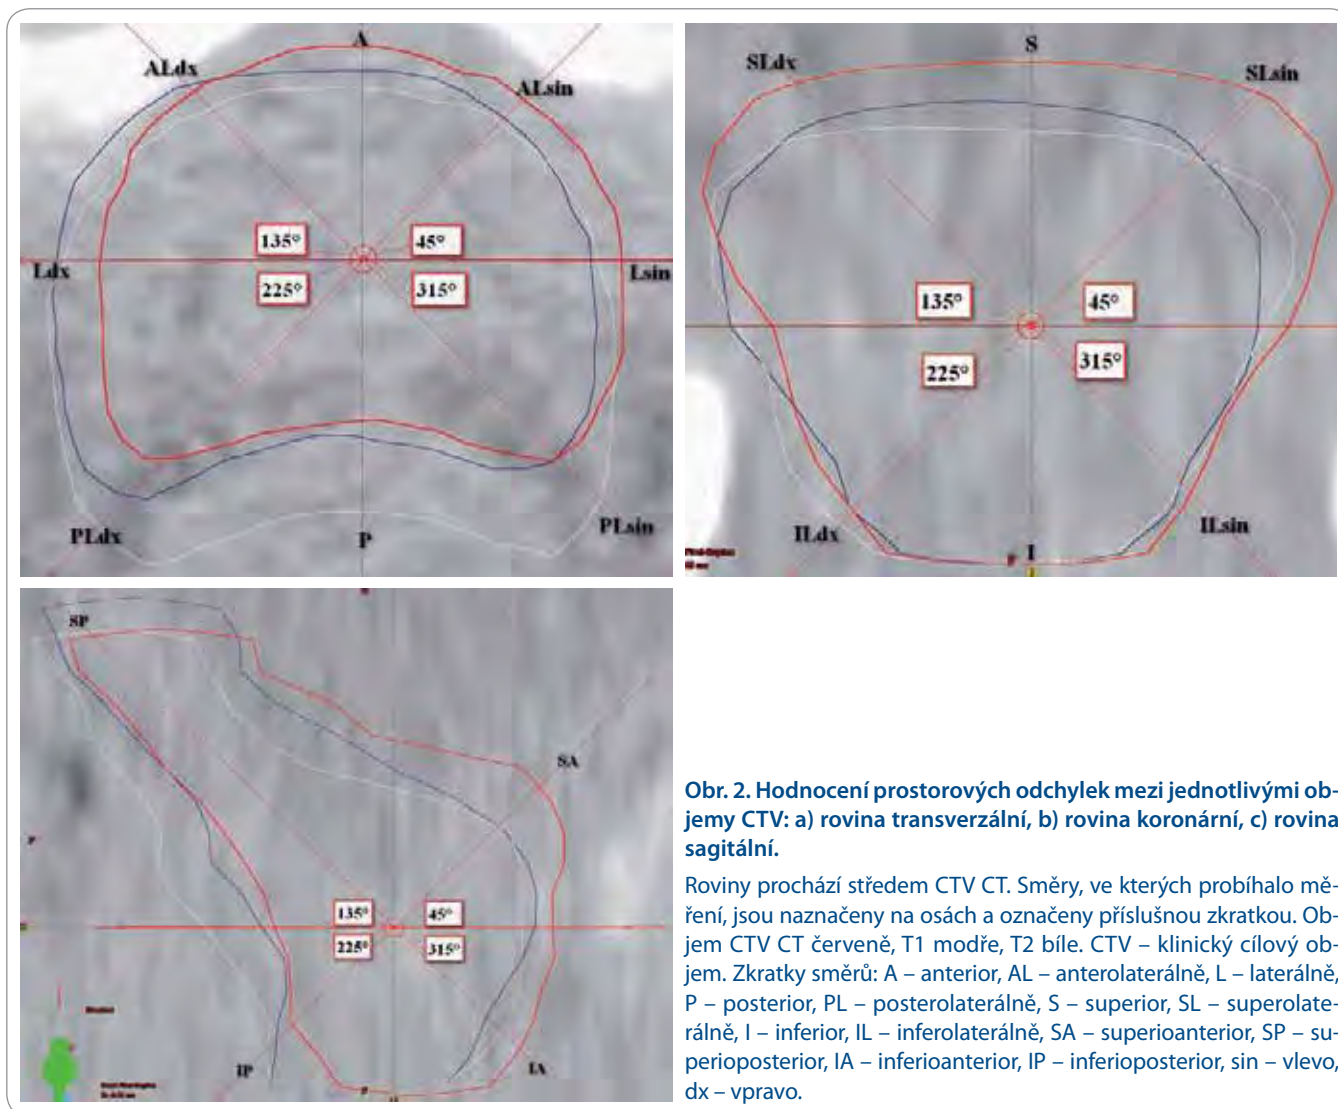 A
ALdx
ALsin
135°
45°
Ldx
Lsin
225°
315°
PLdx
P
PLsin
S
SLdx
SLsin
135°
45°
225°
315°
ILdx
I
ILsin
SP
SA
135°
45°
225°
315°
IP
IA
Obr. 2. Hodnocení prostorových odchylek mezi jednotlivými ob-
jemy CTV: a) rovina transverzální, b) rovina koronární, c) rovina
sagitální.
Roviny prochází středem CTV CT. Směry, ve kterých probíhalo mě-
ření, jsou naznačeny na osách a označeny příslušnou zkratkou. Ob-
jem CTV CT červeně, T1 modře, T2 bíle. CTV – klinický cílový ob-
jem. Zkratky směrů: A – anterior, AL – anterolaterálně, L – laterálně,
P – posterior, PL – posterolaterálně, S – superior, SL – superolate-
rálně, I – inferior, IL – inferolaterálně, SA – superioanterior, SP – su-
perioposterior, IA – inferioanterior, IP – inferioposterior, sin – vlevo,
dx – vpravo.